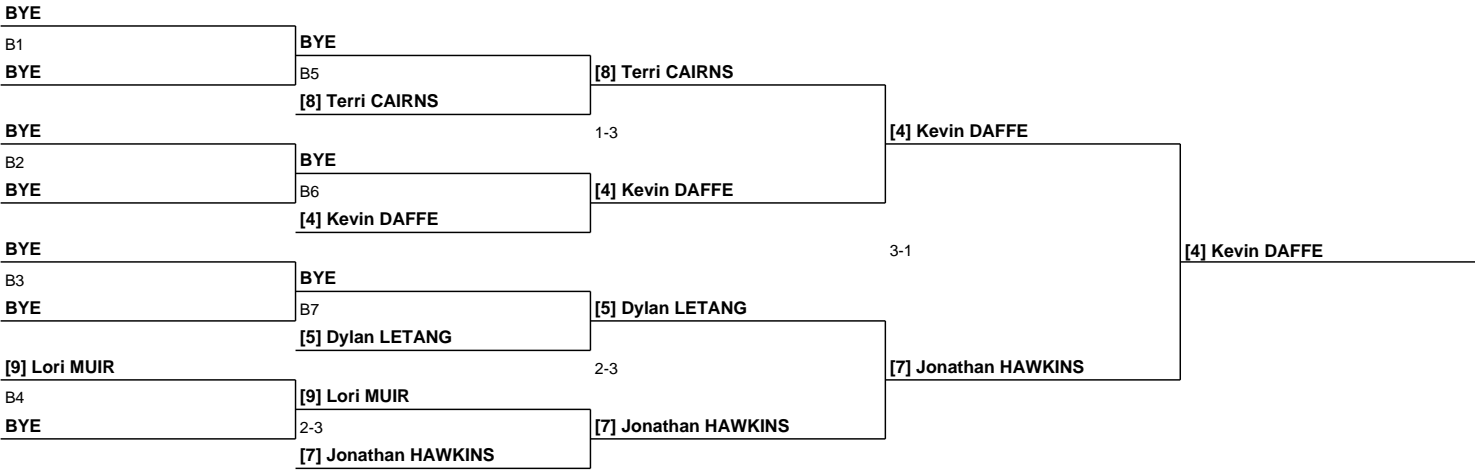 BYE
B1
BYE
BYE
B5
[8] Terri CAIRNS
[8] Terri CAIRNS
BYE
B2
BYE
BYE
B6
[4] Kevin DAFFE
[4] Kevin DAFFE
1-3
[4] Kevin DAFFE
BYE
B3
BYE
BYE
B7
[5] Dylan LETANG
[5] Dylan LETANG
[9] Lori MUIR
B4
BYE
[9] Lori MUIR
2-3
[7] Jonathan HAWKINS
[7] Jonathan HAWKINS
2-3
[7] Jonathan HAWKINS
3-1
[4] Kevin DAFFE